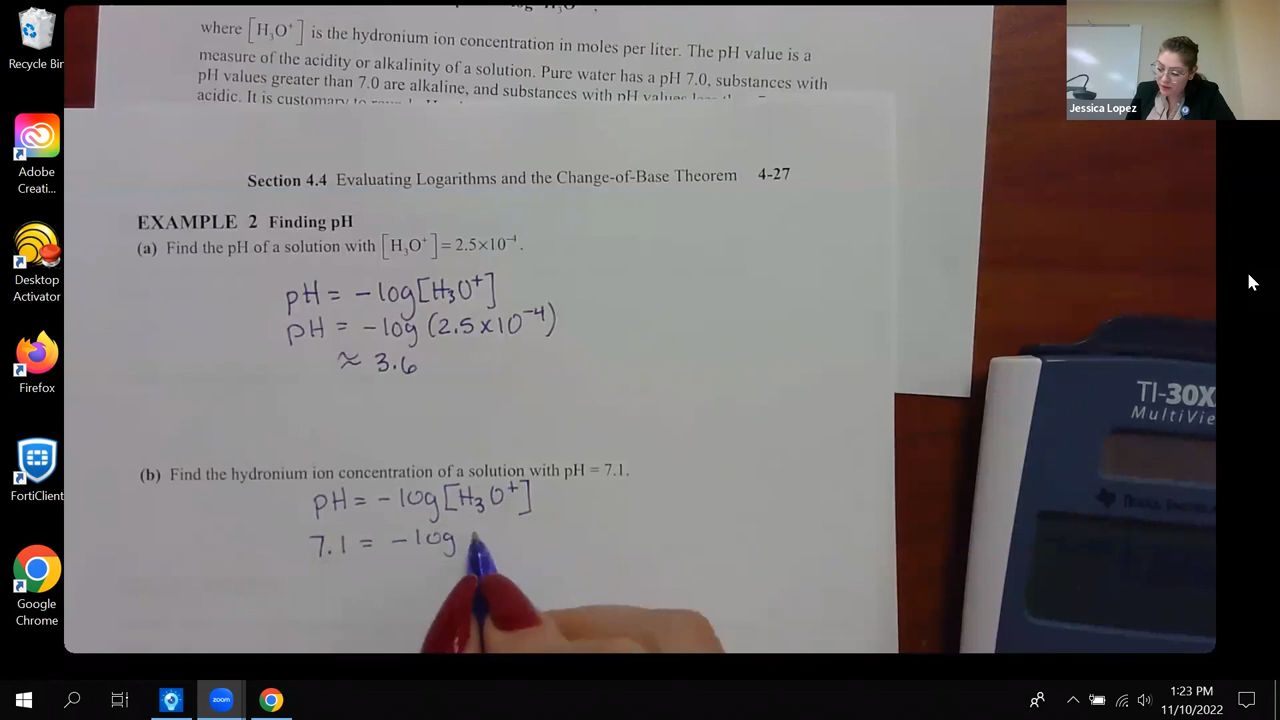 where [H₃O⁺] is the hydronium ion concentration in moles per liter. The pH value is a
measure of the acidity or alkalinity of a solution. Pure water has a pH 7.0, substances with
pH values greater than 7.0 are alkaline, and substances with pH values
acidic. It is customary to
Section 4.4 Evaluating Logarithms and the Change-of-Base Theorem 4-27
EXAMPLE 2 Finding pH
(a) Find the pH of a solution with [H₃O⁺] = 2.5×10⁻⁴.
pH = -log[H₃O⁺]
pH = -log (2.5×10⁻⁴)
≈ 3.6
(b) Find the hydronium ion concentration of a solution with pH = 7.1.
pH = -log[H₃O⁺]
7.1 = -log
TI-30X
MultiVie
Jessica Lopez
Recycle Bin
Adobe
Creati...
Desktop
Activator
Firefox
FortiClient
Google
Chrome
zoom
1:23 PM
11/10/2022